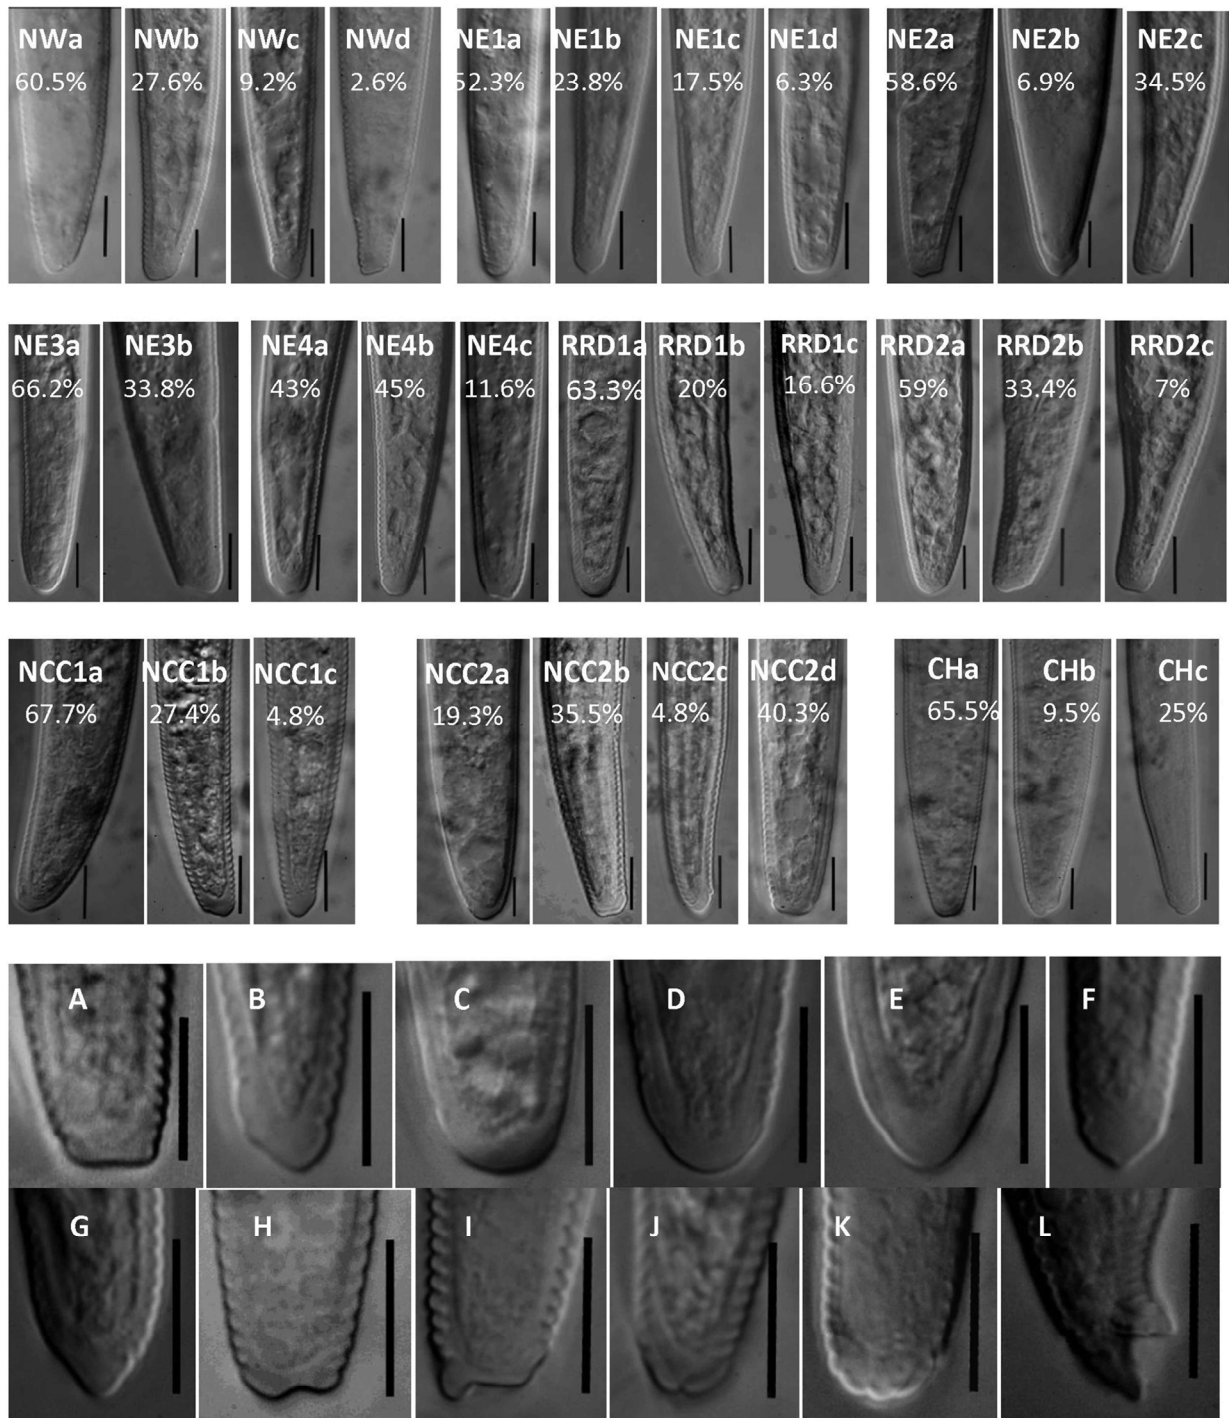 NWa NWb NWc NWd NE1a NE1b NE1c NE1d NE2a NE2b NE2c
60.5% 27.6% 9.2% 2.6% 52.3% 23.8% 17.5% 6.3% 58.6% 6.9% 34.5%
NE3a NE3b NE4a NE4b NE4c RRD1a RRD1b RRD1c RRD2a RRD2b RRD2c
66.2% 33.8% 43% 45% 11.6% 63.3% 20% 16.6% 59% 33.4% 7%
NCC1a NCC1b NCC1c NCC2a NCC2b NCC2c NCC2d CHa CHb CHc
67.7% 27.4% 4.8% 19.3% 35.5% 4.8% 40.3% 65.5% 9.5% 25%
A B C D E F
G H I J K L